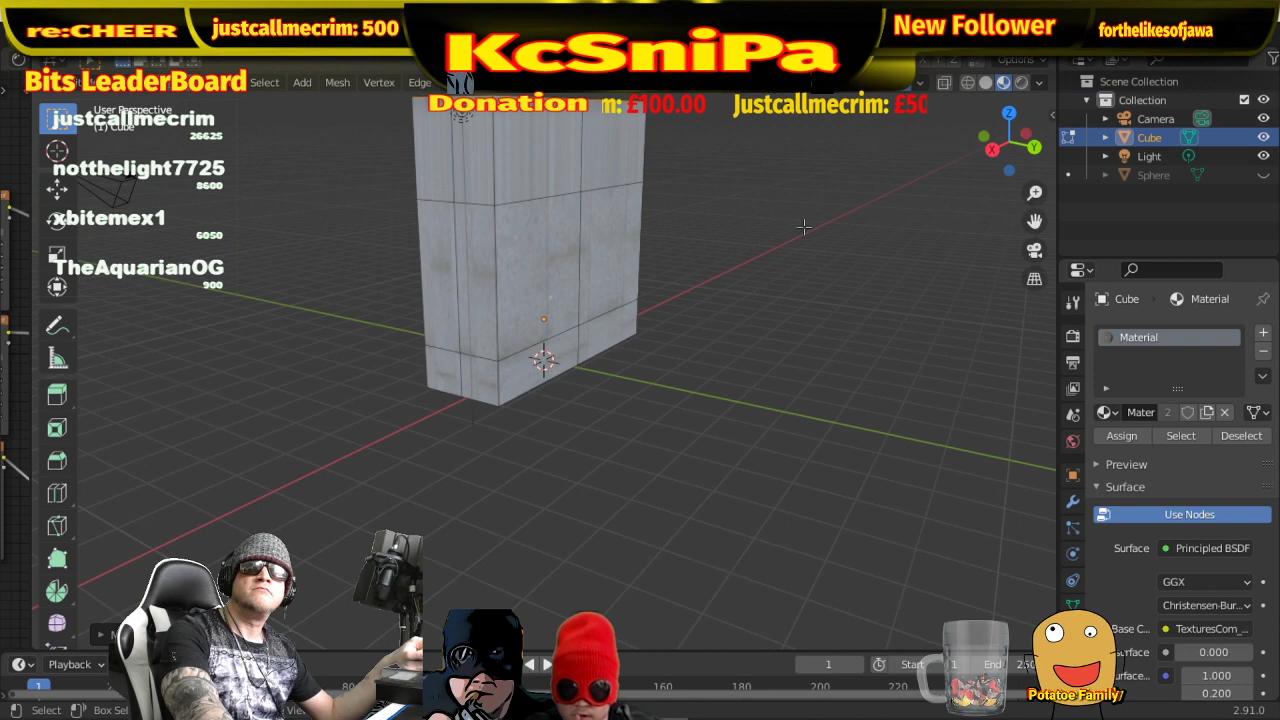 re:CHEER
justcallmecrim: 500
KcSniPa
New Follower
forthelikesofjawa
Bits LeaderBoard
Donation
m: £100.00 Justcallmecrim: £50
justcallmecrim
26625
notthelight7725
8600
xbitemex1
6050
TheAquarianOG
900
User Perspective
Select Add Mesh Vertex Edge
Options
Z
X
Y
Scene Collection
Collection
Camera
Cube
Light
Sphere
Cube
Material
Material
Mater
2
Assign
Select
Deselect
Preview
Surface
Use Nodes
Surface
Principled BSDF
GGX
Christensen-Bur...
Base C...
TexturesCom_...
0.000
1.000
0.200
Potatoe Family
Playback
1
Start
1
End
1
80
160
200
220
Select
Box Sel
2.91.0